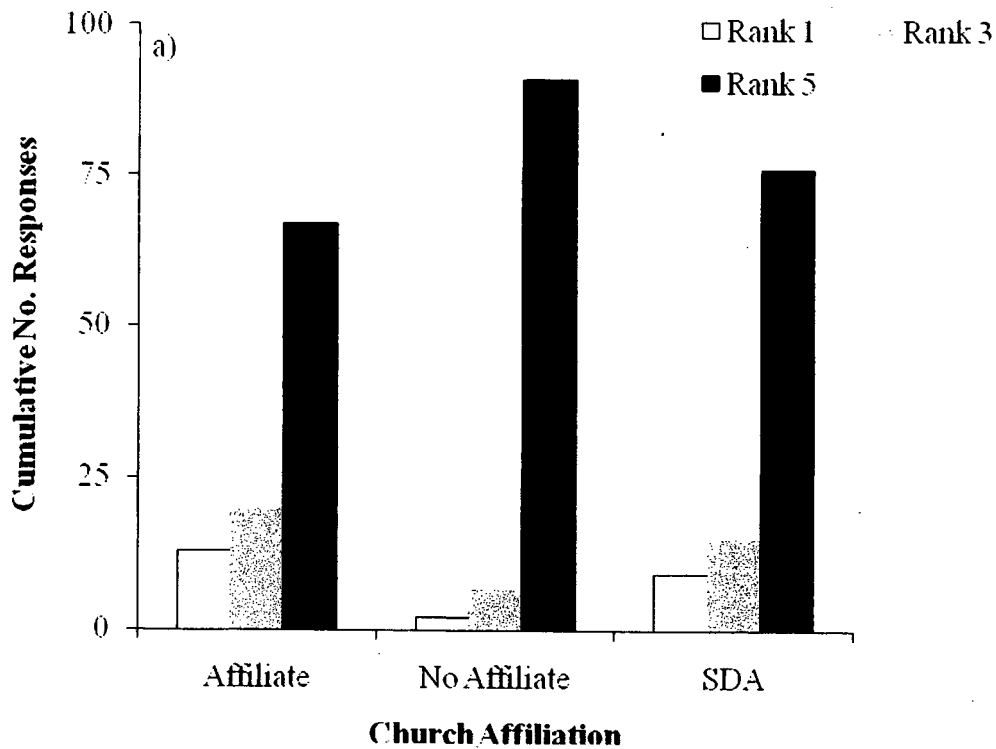 100
a)
Rank 1
Rank 3
Rank 5
75
50
25
0
Cumulative No. Responses
Affiliate
No Affiliate
SDA
Church Affiliation